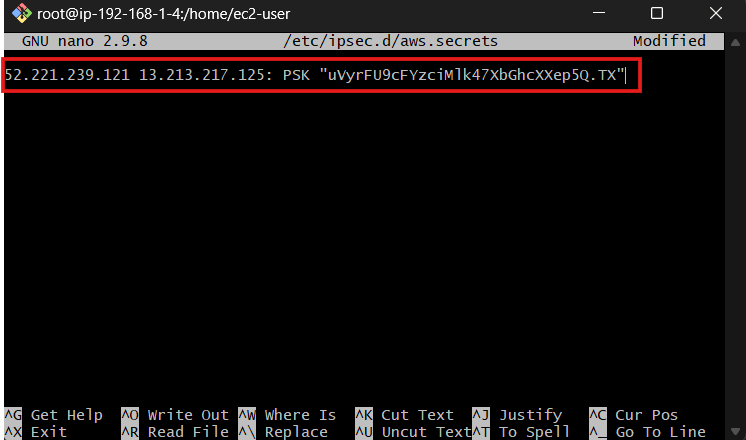 root@ip-192-168-1-4:/home/ec2-user
GNU nano 2.9.8 /etc/ipsec.d/aws.secrets Modified
52.221.239.121 13.213.217.125: PSK "uVyrFU9cFYzciMlk47XbGhcXXep5Q.TX"
^G Get Help ^O Write Out ^W Where Is ^K Cut Text ^J Justify ^C Cur Pos
^X Exit ^R Read File ^\ Replace ^U Uncut Text ^T To Spell ^_ Go To Line